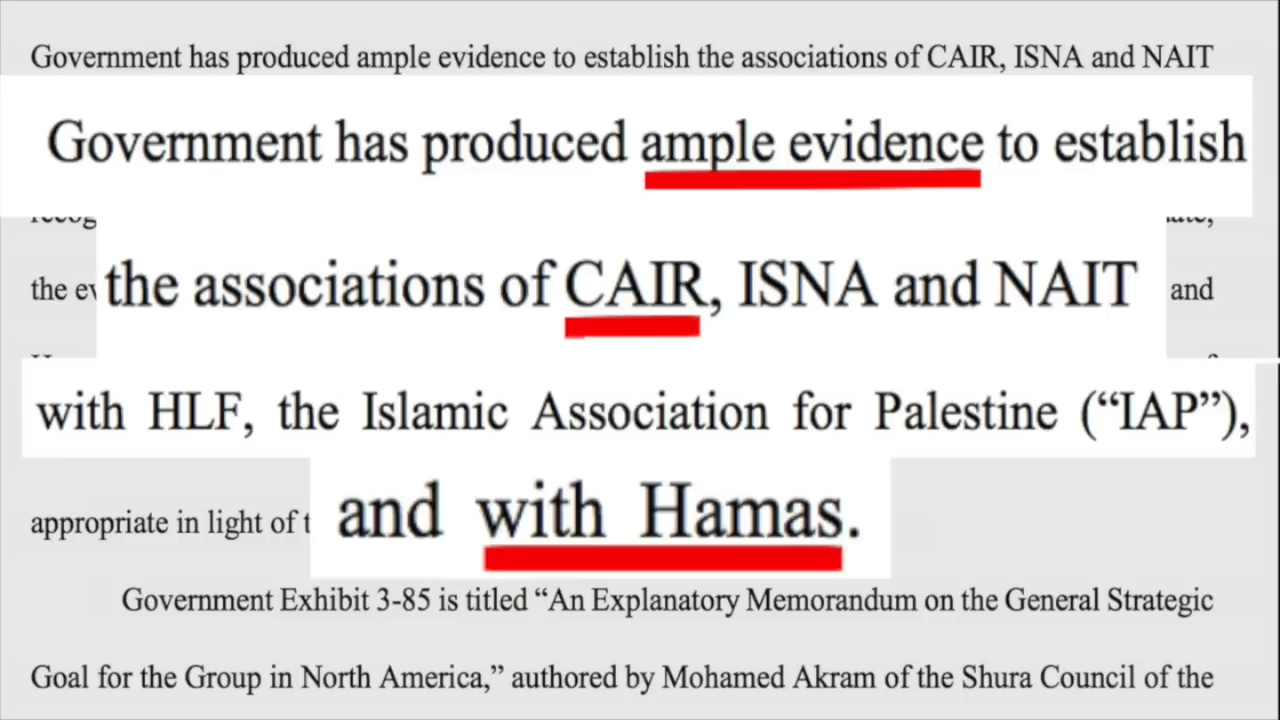 Government has produced ample evidence to establish the associations of CAIR, ISNA and NAIT
Government has produced ample evidence to establish
the associations of CAIR, ISNA and NAIT
the and
with HLF, the Islamic Association for Palestine (“IAP”),
and with Hamas.
appropriate in light of
Government Exhibit 3-85 is titled “An Explanatory Memorandum on the General Strategic
Goal for the Group in North America,” authored by Mohamed Akram of the Shura Council of the